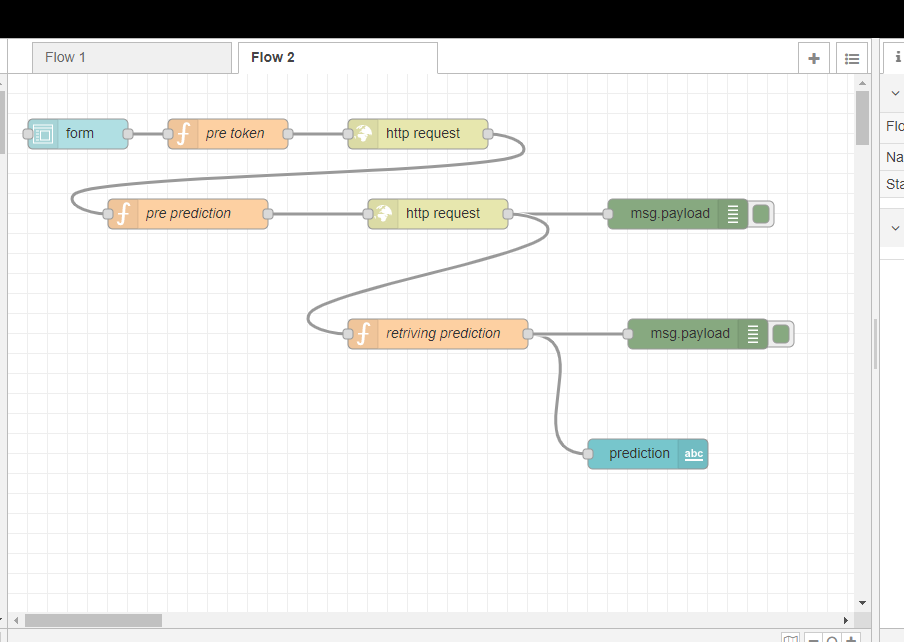 Flow 1
Flow 2
i
form
pre token
http request
Flo
Na
Sta
pre prediction
http request
msg.payload
retriving prediction
msg.payload
prediction
abc